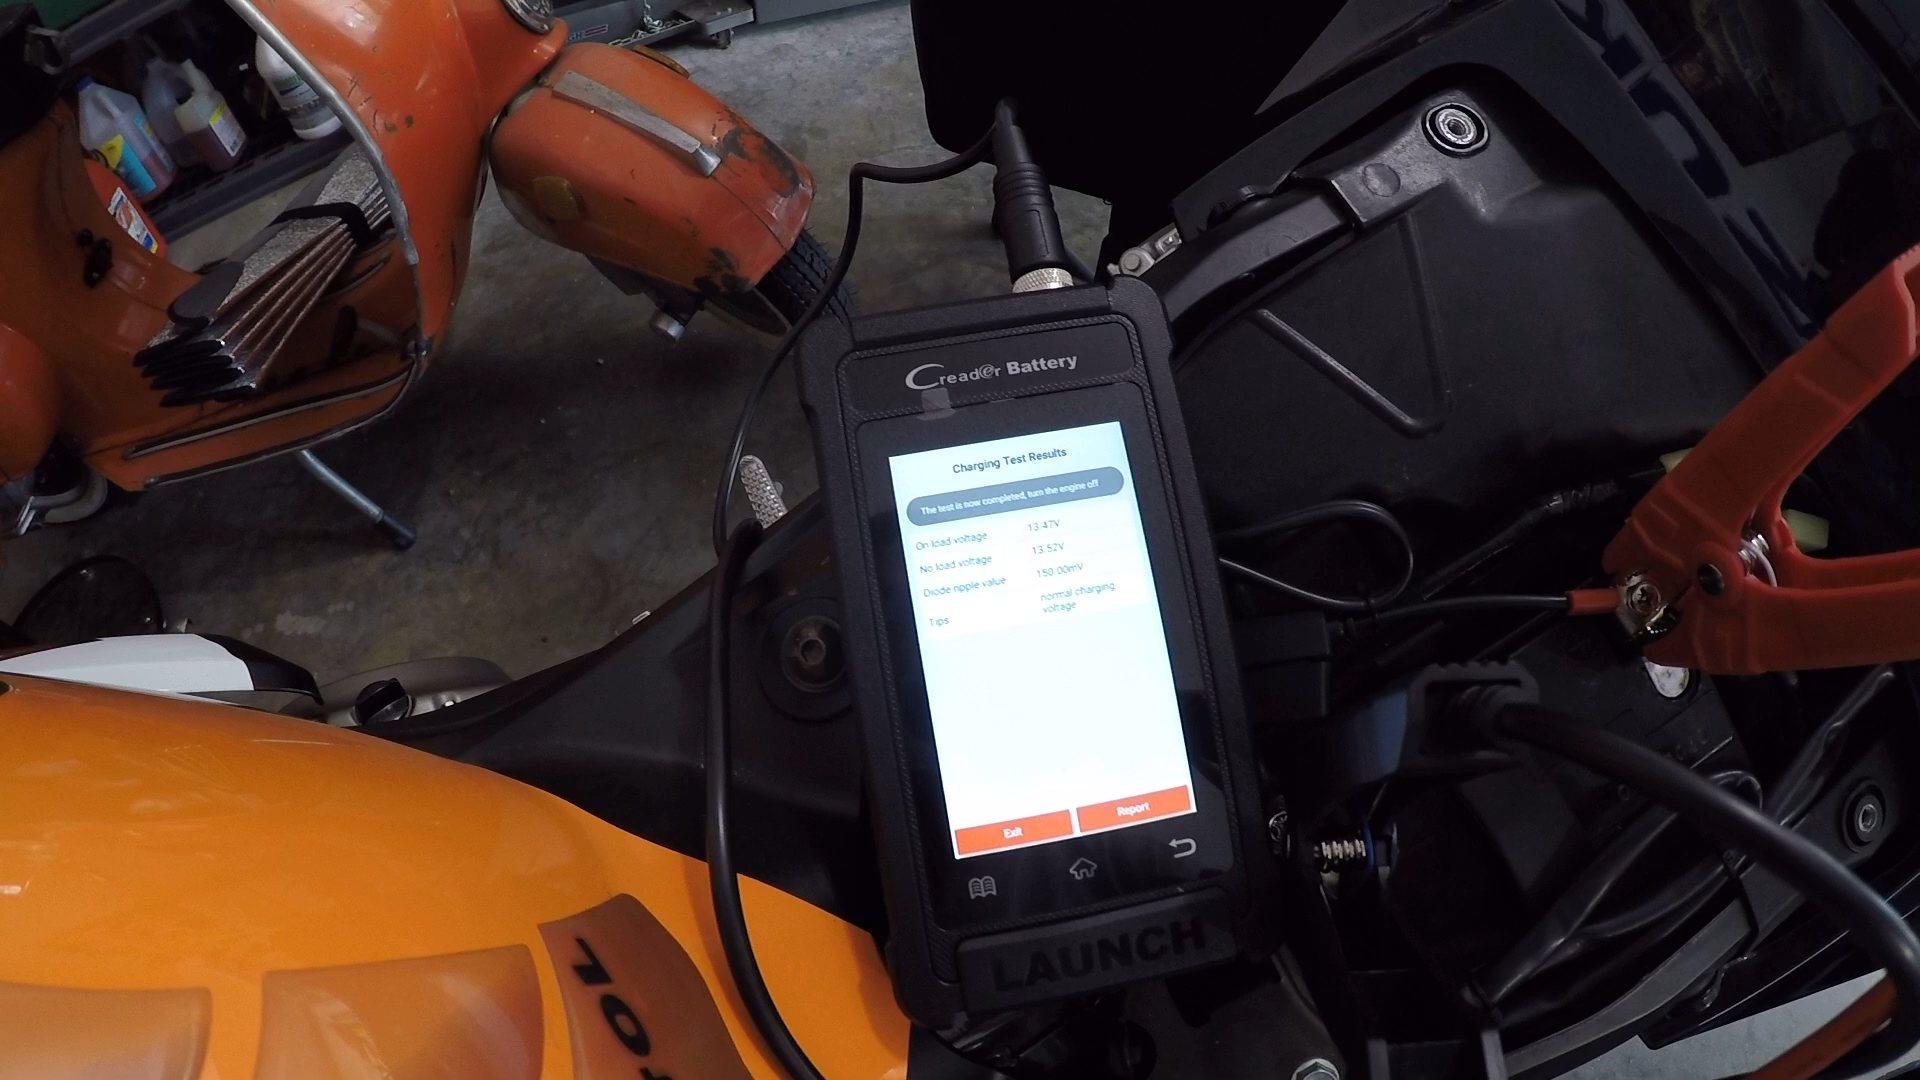 Creader Battery
Charging Test Results
The test is now completed, turn the engine off
On load voltage 13.47V
No load voltage 13.52V
Diode ripple value 150.00mV
Tips normal charging
voltage
Exit Report
LAUNCH